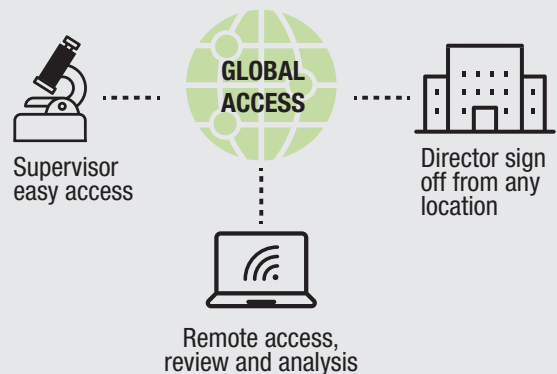 GLOBAL
ACCESS
Supervisor
easy access
Director sign
off from any
location
Remote access,
review and analysis